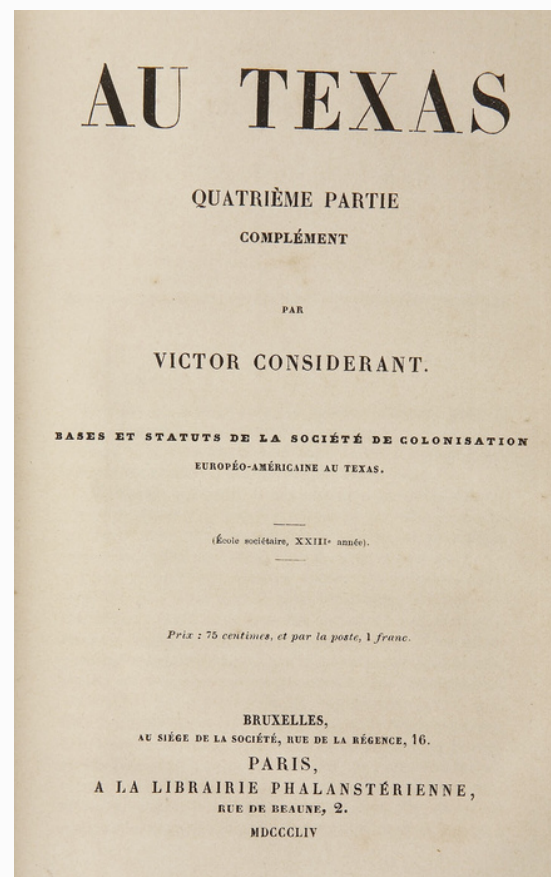 AU TEXAS
QUATRIÈME PARTIE
COMPLÉMENT
PAR
VICTOR CONSIDERANT.
BASES ET STATUTS DE LA SOCIÉTÉ DE COLONISATION
EUROPÉO-AMÉRICAINE AU TEXAS.
(École sociétaire, XXIIIe année).
Prix : 75 centimes, et par la poste, 1 franc.
BRUXELLES,
AU SIÉGE DE LA SOCIÉTÉ, RUE DE LA RÉGENCE, 16.
PARIS,
A LA LIBRAIRIE PHALANSTÉRIENNE,
RUE DE BEAUNE, 2.
MDCCCLIV